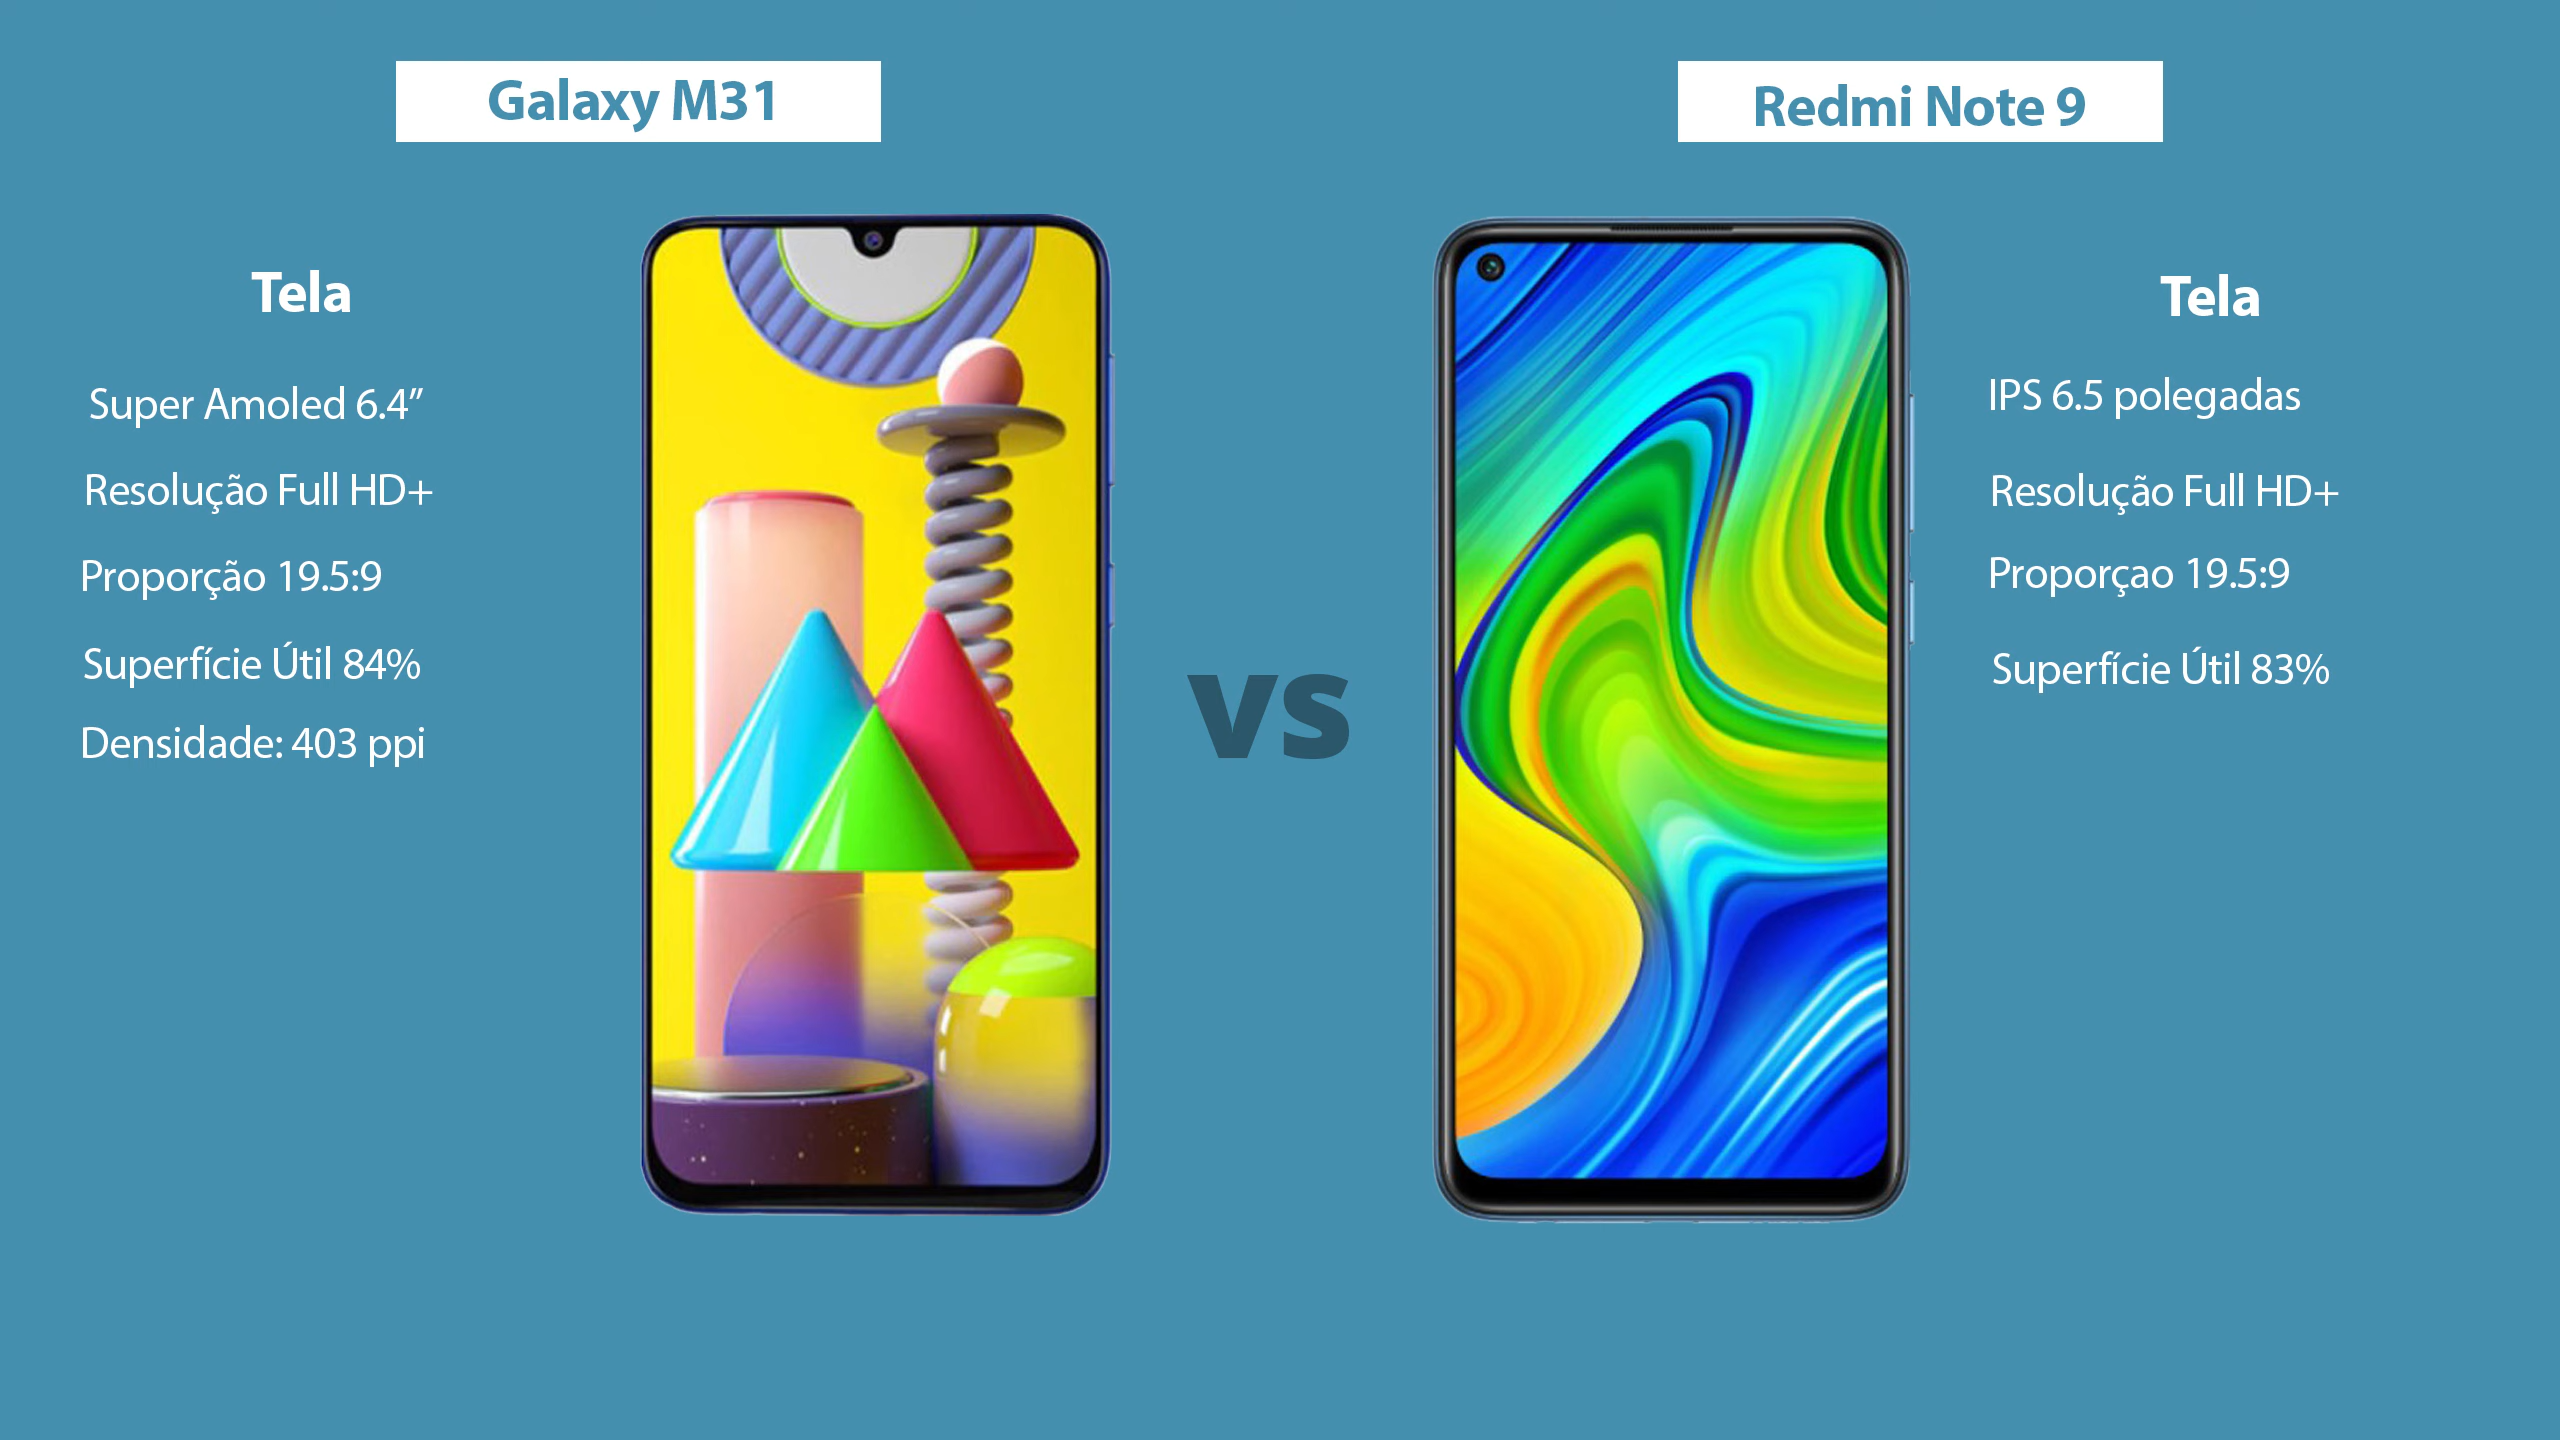 Galaxy M31
Tela
Super Amoled 6.4”
Resolução Full HD+
Proporção 19.5:9
Superfície Útil 84%
Densidade: 403 ppi
vs
Redmi Note 9
Tela
IPS 6.5 polegadas
Resolução Full HD+
Proporçao 19.5:9
Superfície Útil 83%